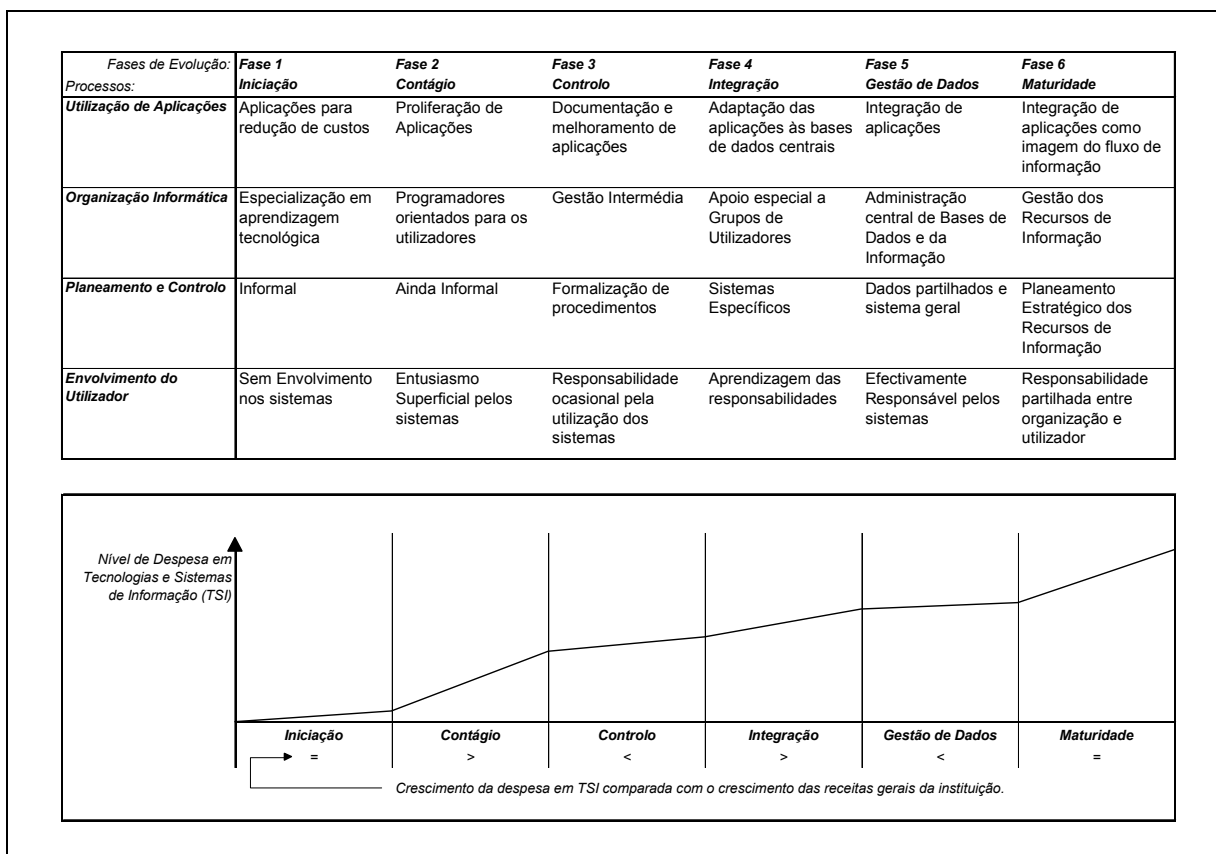 Fases de Evolução:
Processos:
Fase 1
Iniciação
Fase 2
Contágio
Fase 3
Controlo
Fase 4
Integração
Fase 5
Gestão de Dados
Fase 6
Maturidade
Utilização de Aplicações
Aplicações para
redução de custos
Proliferação de
Aplicações
Documentação e
melhoramento de
aplicações
Adaptação das
aplicações às bases
de dados centrais
Integração de
aplicações
Integração de
aplicações como
imagem do fluxo de
informação
Organização Informática
Especialização em
aprendizagem
tecnológica
Programadores
orientados para os
utilizadores
Gestão Intermédia
Apoio especial a
Grupos de
Utilizadores
Administração
central de Bases de
Dados e da
Informação
Gestão dos
Recursos de
Informação
Planeamento e Controlo
Informal
Ainda Informal
Formalização de
procedimentos
Sistemas
Específicos
Dados partilhados e
sistema geral
Planeamento
Estratégico dos
Recursos de
Informação
Envolvimento do
Utilizador
Sem Envolvimento
nos sistemas
Entusiasmo
Superficial pelos
sistemas
Responsabilidade
ocasional pela
utilização dos
sistemas
Aprendizagem das
responsabilidades
Efectivamente
Responsável pelos
sistemas
Responsabilidade
partilhada entre
organização e
utilizador
Nível de Despesa em
Tecnologias e Sistemas
de Informação (TSI)
Iniciação
Contágio
Controlo
Integração
Gestão de Dados
Maturidade
=
>
<
>
<
=
Crescimento da despesa em TSI comparada com o crescimento das receitas gerais da instituição.